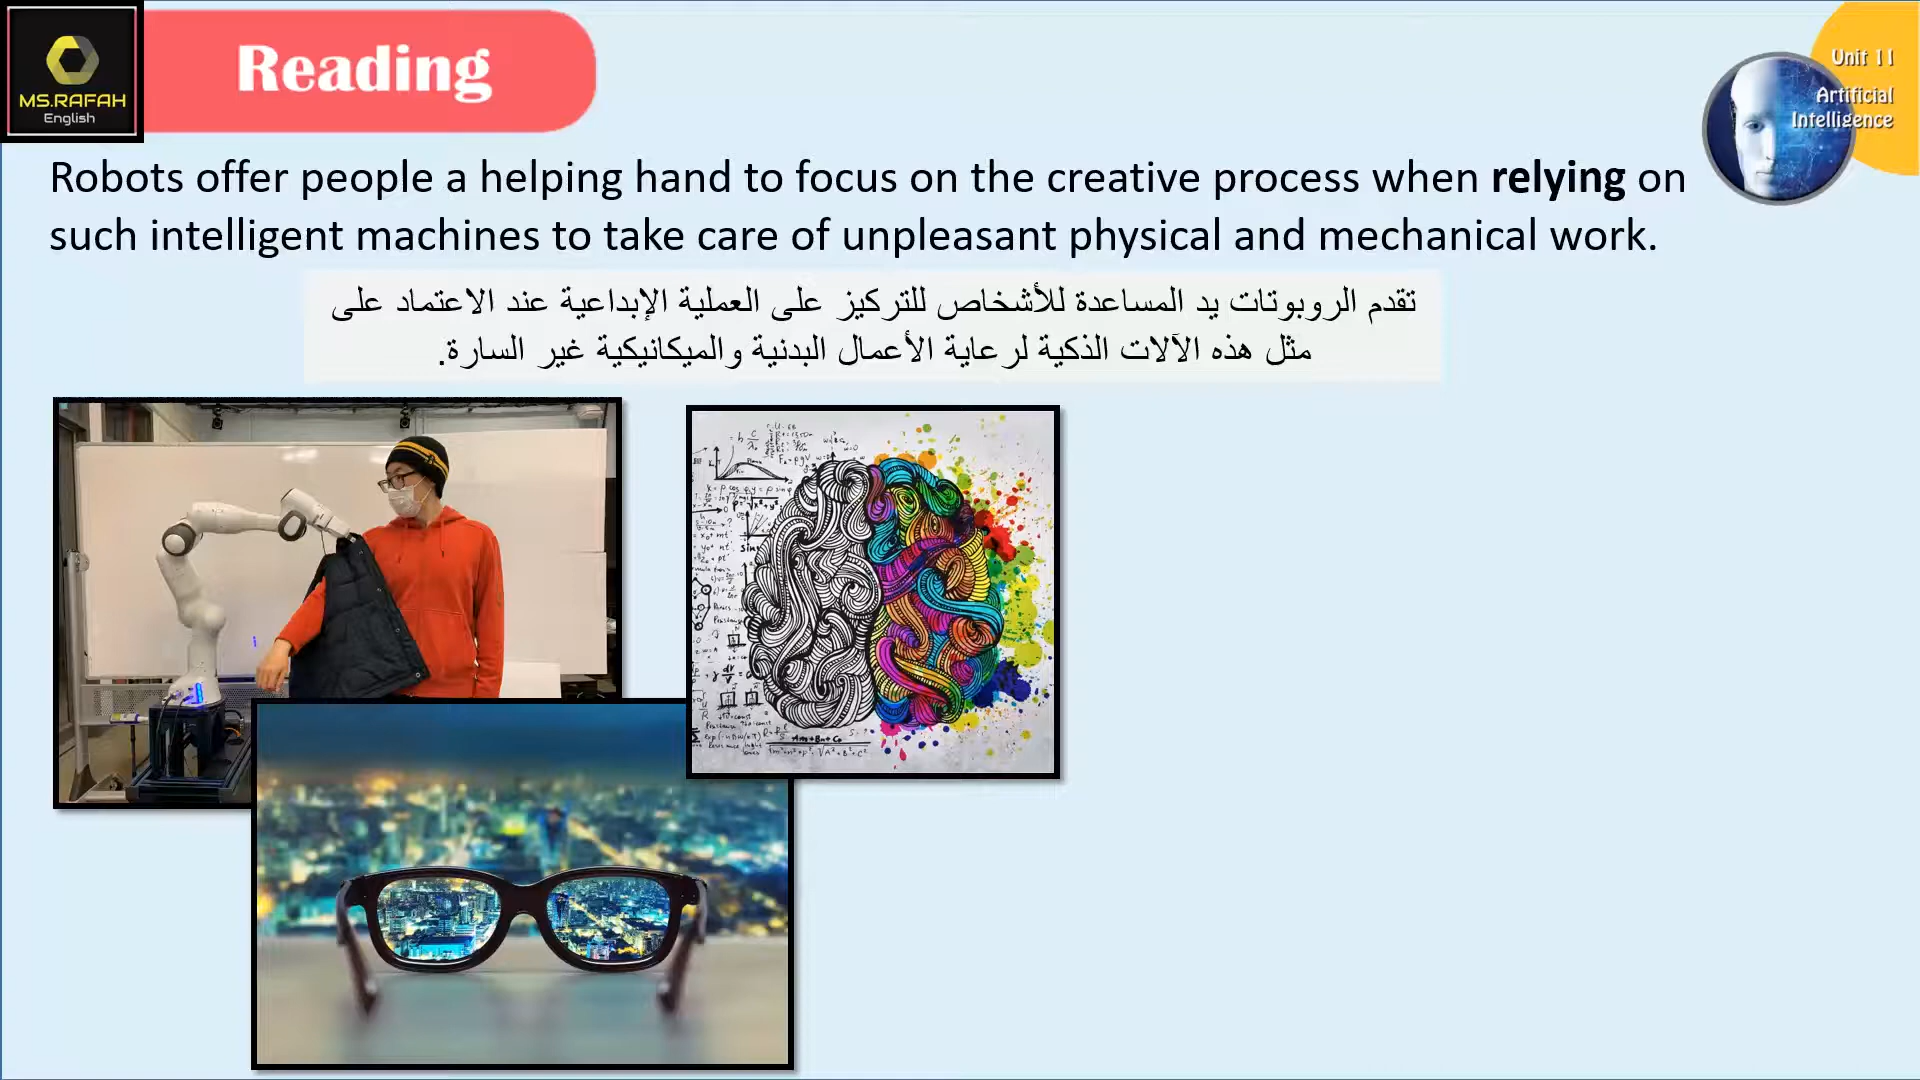 MS.RAFAH
English
Reading
Unit 11
Artificial
Intelligence
Robots offer people a helping hand to focus on the creative process when relying on
such intelligent machines to take care of unpleasant physical and mechanical work.
تقدم الروبوتات يد المساعدة للأشخاص للتركيز على العملية الإبداعية عند الاعتماد على
مثل هذه الآلات الذكية لرعاية الأعمال البدنية والميكانيكية غير السارة.